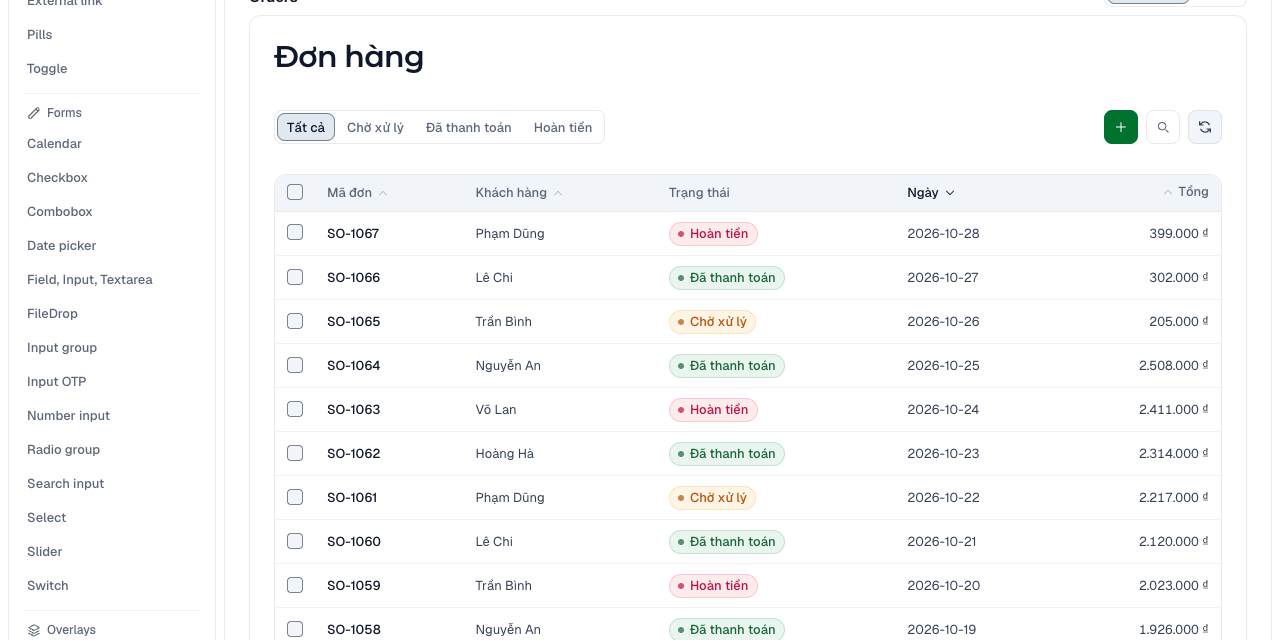 External link
Pills
Toggle
Forms
Calendar
Checkbox
Combobox
Date picker
Field, Input, Textarea
FileDrop
Input group
Input OTP
Number input
Radio group
Search input
Select
Slider
Switch
Overlays
Orders
Đơn hàng
Tất cả Chờ xử lý Đã thanh toán Hoàn tiền
Mã đơn Khách hàng Trạng thái Ngày Tổng
SO-1067 Phạm Dũng Hoàn tiền 2026-10-28 399.000 ₫
SO-1066 Lê Chi Đã thanh toán 2026-10-27 302.000 ₫
SO-1065 Trần Bình Chờ xử lý 2026-10-26 205.000 ₫
SO-1064 Nguyễn An Đã thanh toán 2026-10-25 2.508.000 ₫
SO-1063 Võ Lan Hoàn tiền 2026-10-24 2.411.000 ₫
SO-1062 Hoàng Hà Đã thanh toán 2026-10-23 2.314.000 ₫
SO-1061 Phạm Dũng Chờ xử lý 2026-10-22 2.217.000 ₫
SO-1060 Lê Chi Đã thanh toán 2026-10-21 2.120.000 ₫
SO-1059 Trần Bình Hoàn tiền 2026-10-20 2.023.000 ₫
SO-1058 Nguyễn An Đã thanh toán 2026-10-19 1.926.000 ₫